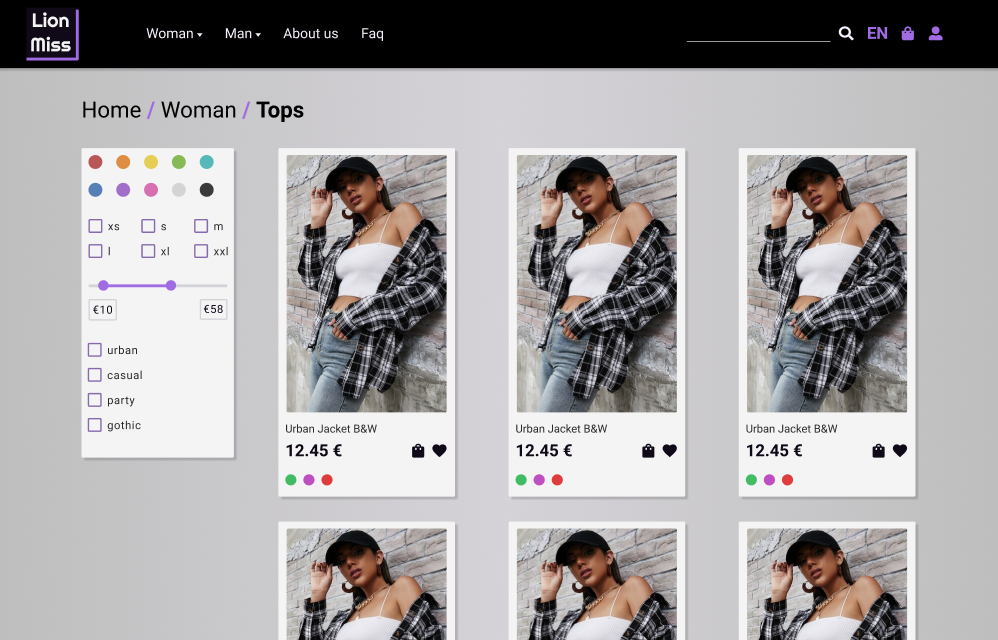 Lion
Miss
Woman Man About us Faq
EN
Home / Woman / Tops
xs s m
l xl xxl
€10 €58
urban
casual
party
gothic
Urban Jacket B&W
12.45 €
Urban Jacket B&W
12.45 €
Urban Jacket B&W
12.45 €